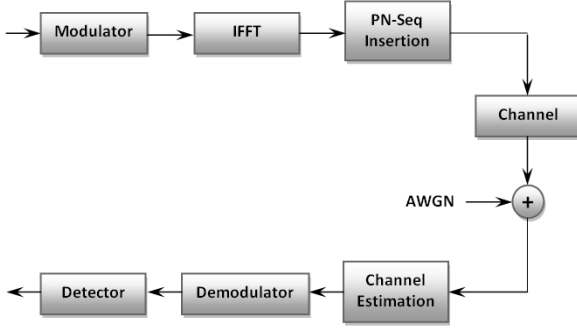 Modulator
IFFT
PN-Seq
Insertion
Channel
AWGN
+
Channel
Estimation
Demodulator
Detector